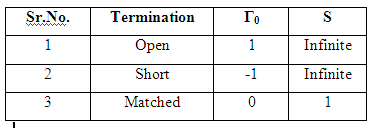 Sr.No. Termination Γ₀ S
1 Open 1 Infinite
2 Short -1 Infinite
3 Matched 0 1